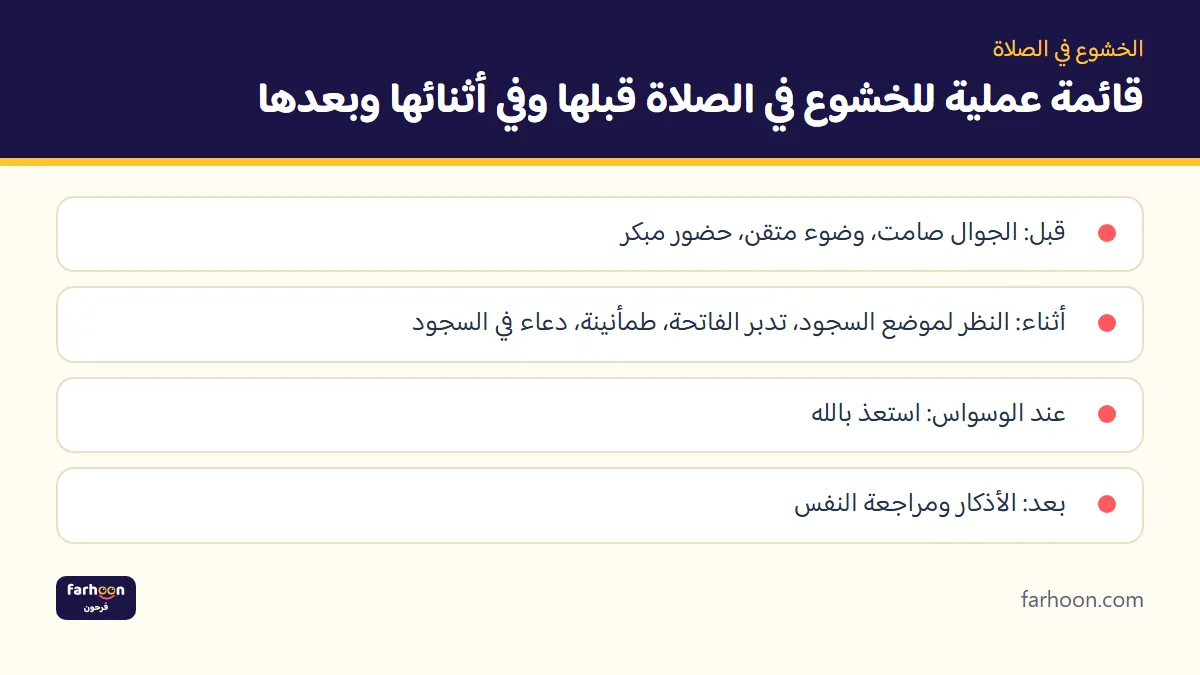 الخشوع في الصلاة
قائمة عملية للخشوع في الصلاة قبلها وفي أثنائها وبعدها
قبل: الجوال صامت، وضوء متقن، حضور مبكر
أثناء: النظر لموضع السجود، تدبر الفاتحة، طمأنينة، دعاء في السجود
عند الوسواس: استعذ بالله
بعد: الأذكار ومراجعة النفس
farhoon.com
farhoon
فرحون